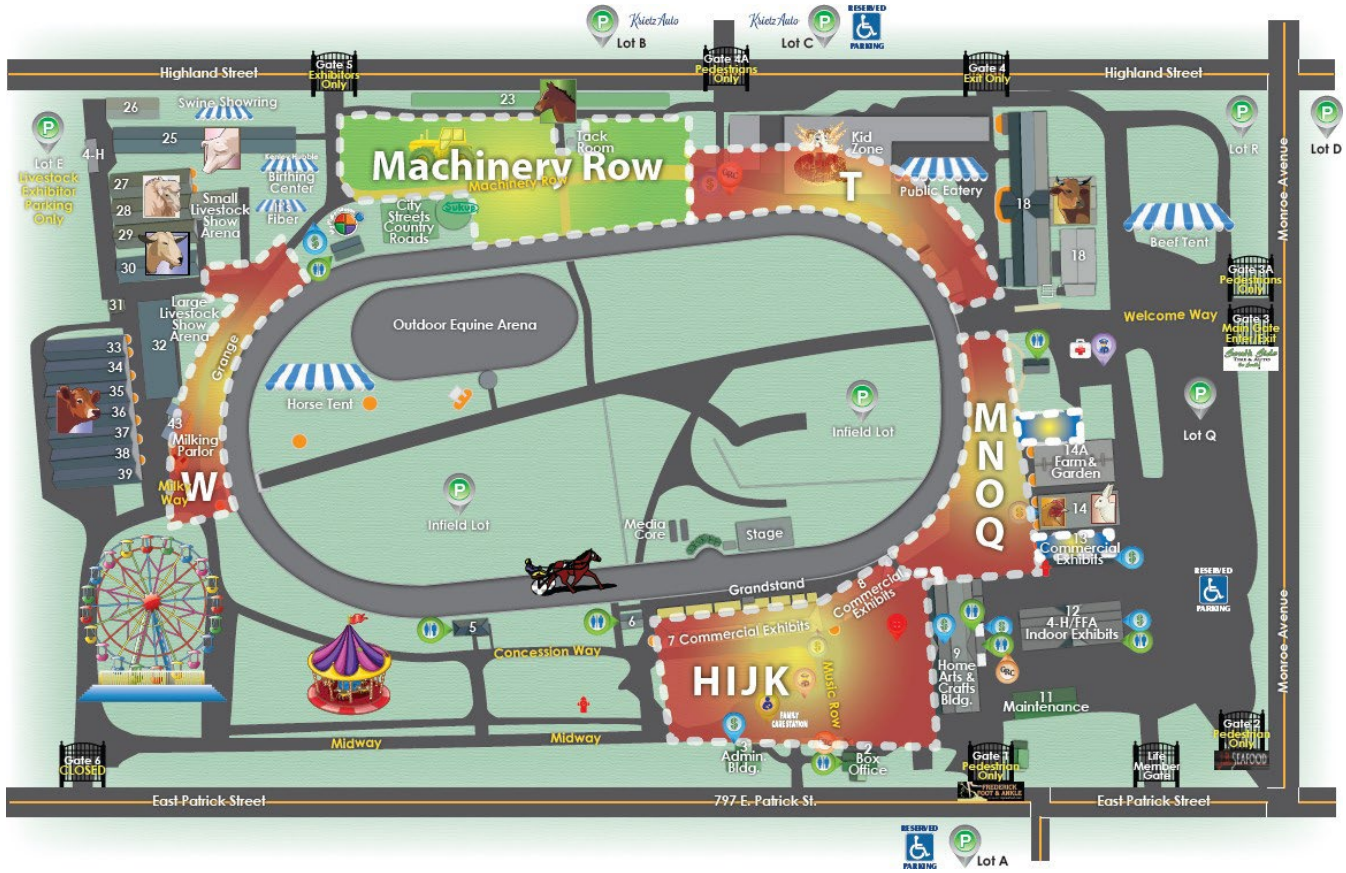 Krietz Auto
Lot B
Krietz Auto
Lot C
RESERVED
PARKING
Highland Street
Gate 5
Exhibitors
Only
Gate 4A
Pedestrians
Only
Gate 4
Exit Only
Highland Street
26
Swine Showring
25
23
4-H
Lot E
Livestock
Exhibitor
Parking
Only
Birthing
Center
Fiber
27
28
29
30
Small
Livestock
Show
Arena
Machinery Row
Machinery Row
Tack
Room
City
Streets
Country
Roads
Sukup
Kid
Zone
T
Public Eatery
18
18
Lot R
Lot D
Beef Tent
Monroe Avenue
Gate 3A
Pedestrians
Only
Gate 3
Main Gate
Enter/Exit
Welcome Way
31
Large
Livestock
Show
Arena
32
Grange
33
34
35
36
37
38
39
43
Milking
Parlor
Milky
Way
W
Outdoor Equine Arena
Horse Tent
Infield Lot
Infield Lot
Media
Core
Stage
Grandstand
M
N
O
Q
14A
Farm &
Garden
14
13
Commercial
Exhibits
Lot Q
RESERVED
PARKING
5
6
Concession Way
7 Commercial Exhibits
8
Commercial
Exhibits
HIJK
Music Row
FAMILY
CARE STATION
9
Home
Arts &
Crafts
Bldg.
12
4-H/FFA
Indoor Exhibits
11
Maintenance
Monroe Avenue
Midway
Midway
3
Admin.
Bldg.
2
Box
Office
Gate 6
CLOSED
Gate 1
Pedestrian
Only
FREDERICK
FOOT & ANKLE
Life
Member
Gate
Gate 2
Pedestrian
Only
SEAFOOD
East Patrick Street
797 E. Patrick St.
East Patrick Street
RESERVED
PARKING
Lot A